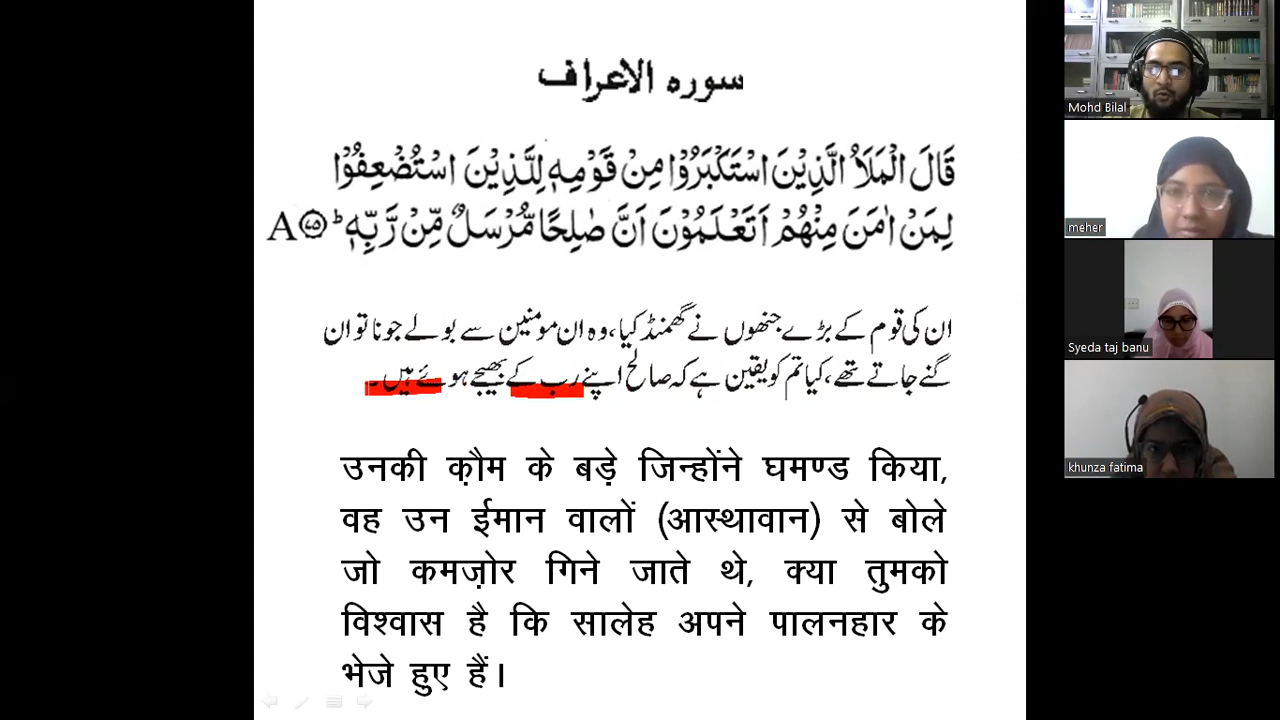 سورہ الاعراف
قَالَ الْمَلَاُ الَّذِیْنَ اسْتَكْبَرُوْا مِنْ قَوْمِهٖ لِلَّذِیْنَ اسْتُضْعِفُوْا
لِمَنْ اٰمَنَ مِنْهُمْ اَتَعْلَمُوْنَ اَنَّ صٰلِحًا مُّرْسَلٌ مِّنْ رَّبِّهٖ ؕ ۝۷۵ A
ان کی قوم کے بڑے جنھوں نے گھمنڈ کیا، وہ ان مومنین سے بولے جو ناتواں
گنے جاتے تھے، کیا تم کو یقین ہے کہ صالح اپنے رب کے بھیجے ہوئے ہیں۔
उनकी क़ौम के बड़े जिन्होंने घमण्ड किया,
वह उन ईमान वालों (आस्थावान) से बोले
जो कमज़ोर गिने जाते थे, क्या तुमको
विश्वास है कि सालेह अपने पालनहार के
भेजे हुए हैं।
Mohd Bilal
meher
Syeda taj banu
khunza fatima